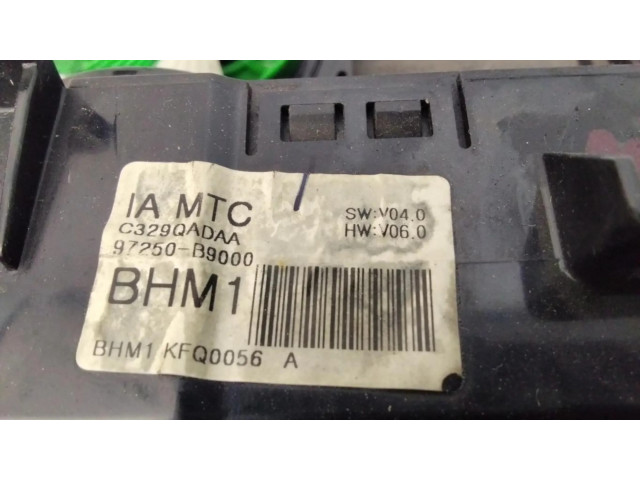 IA MTC
C329QADAA
97250-B9000
SW:V04.0
HW:V06.0
BHM1
BHM1 KFQ0056 A